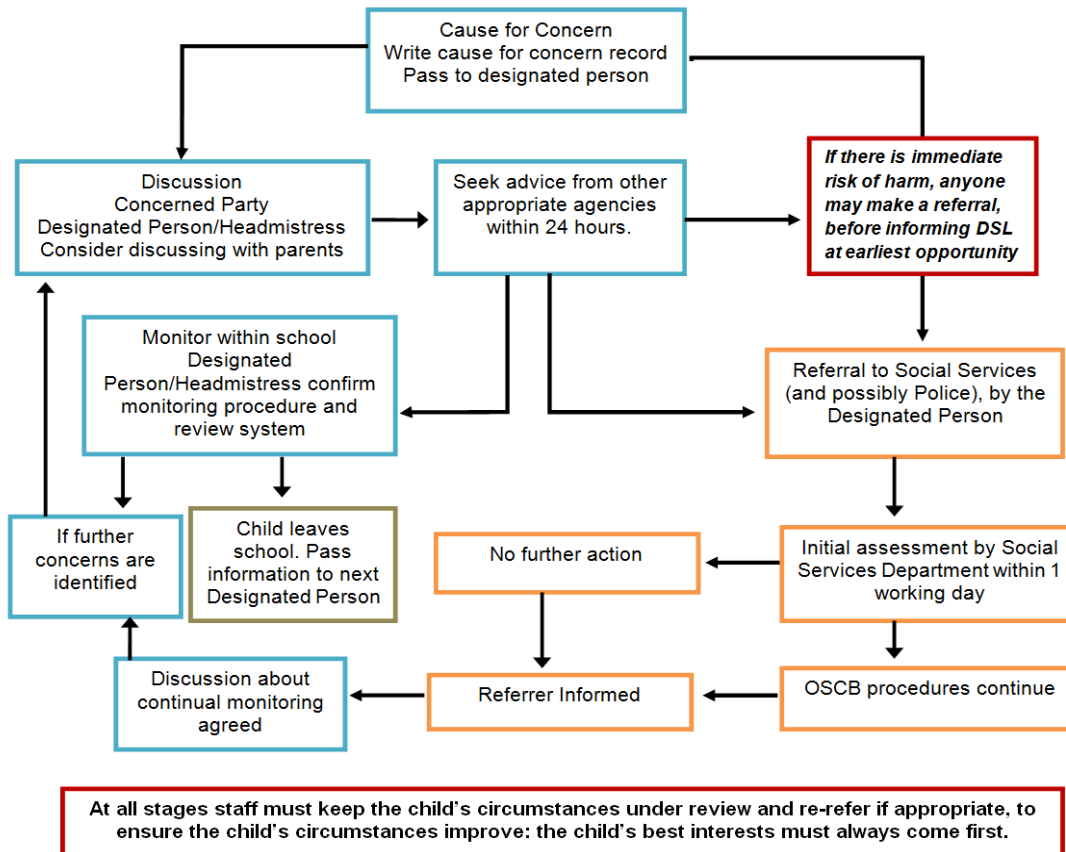 Cause for Concern
Write cause for concern record
Pass to designated person
Discussion
Concerned Party
Designated Person/Headmistress
Consider discussing with parents
Seek advice from other
appropriate agencies
within 24 hours.
If there is immediate
risk of harm, anyone
may make a referral,
before informing DSL
at earliest opportunity
Monitor within school
Designated
Person/Headmistress confirm
monitoring procedure and
review system
Referral to Social Services
(and possibly Police), by the
Designated Person
If further
concerns are
identified
Child leaves
school. Pass
information to next
Designated Person
No further action
Initial assessment by Social
Services Department within 1
working day
Discussion about
continual monitoring
agreed
Referrer Informed
OSCB procedures continue
At all stages staff must keep the child's circumstances under review and re-refer if appropriate, to
ensure the child's circumstances improve: the child's best interests must always come first.